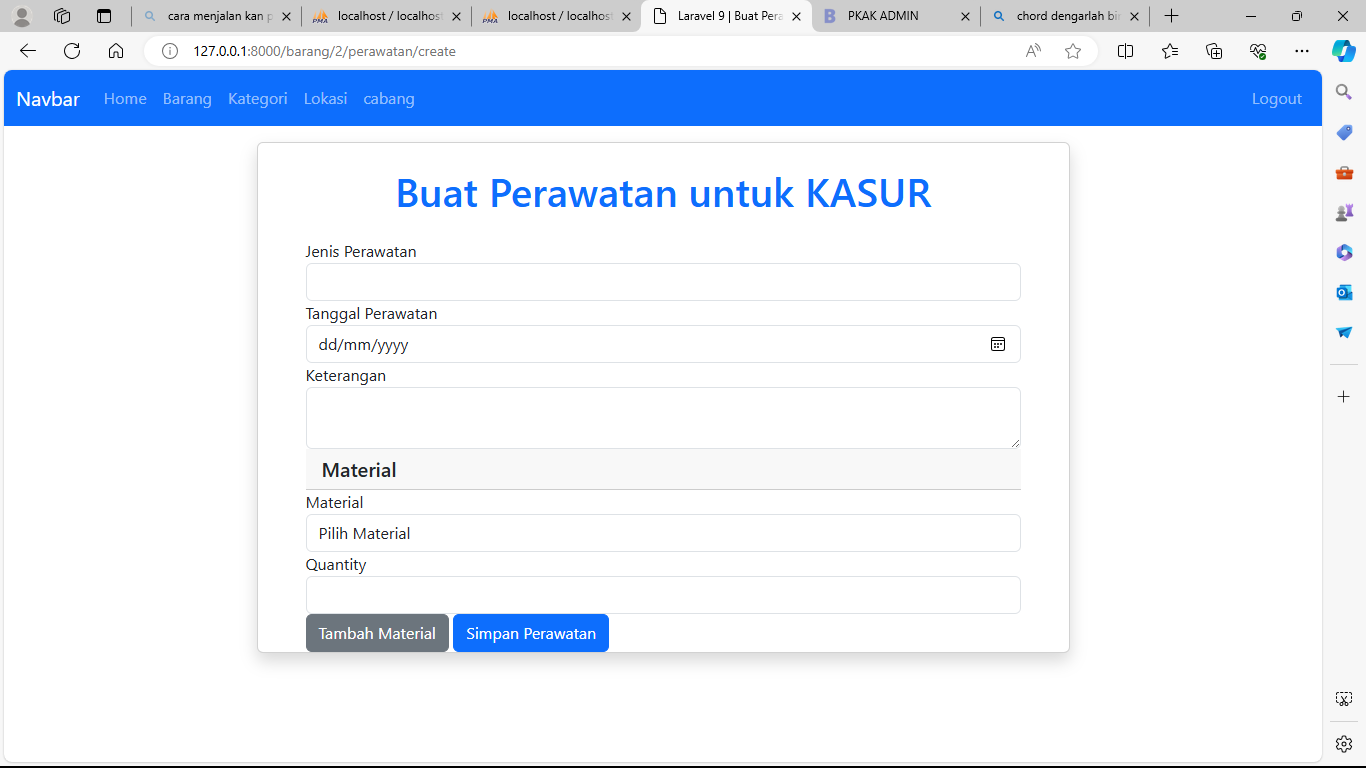 cara menjalan kan p
localhost / localhost
localhost / localhost
Laravel 9 | Buat Pera
PKAK ADMIN
chord dengarlah bin
127.0.0.1:8000/barang/2/perawatan/create
Navbar Home Barang Kategori Lokasi cabang Logout
Buat Perawatan untuk KASUR
Jenis Perawatan
Tanggal Perawatan
dd/mm/yyyy
Keterangan
Material
Material
Pilih Material
Quantity
Tambah Material Simpan Perawatan